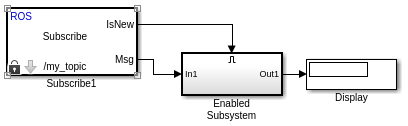 ROS
IsNew
Subscribe
Msg
/my_topic
Subscribe1
In1
Out1
Enabled
Subsystem
Display